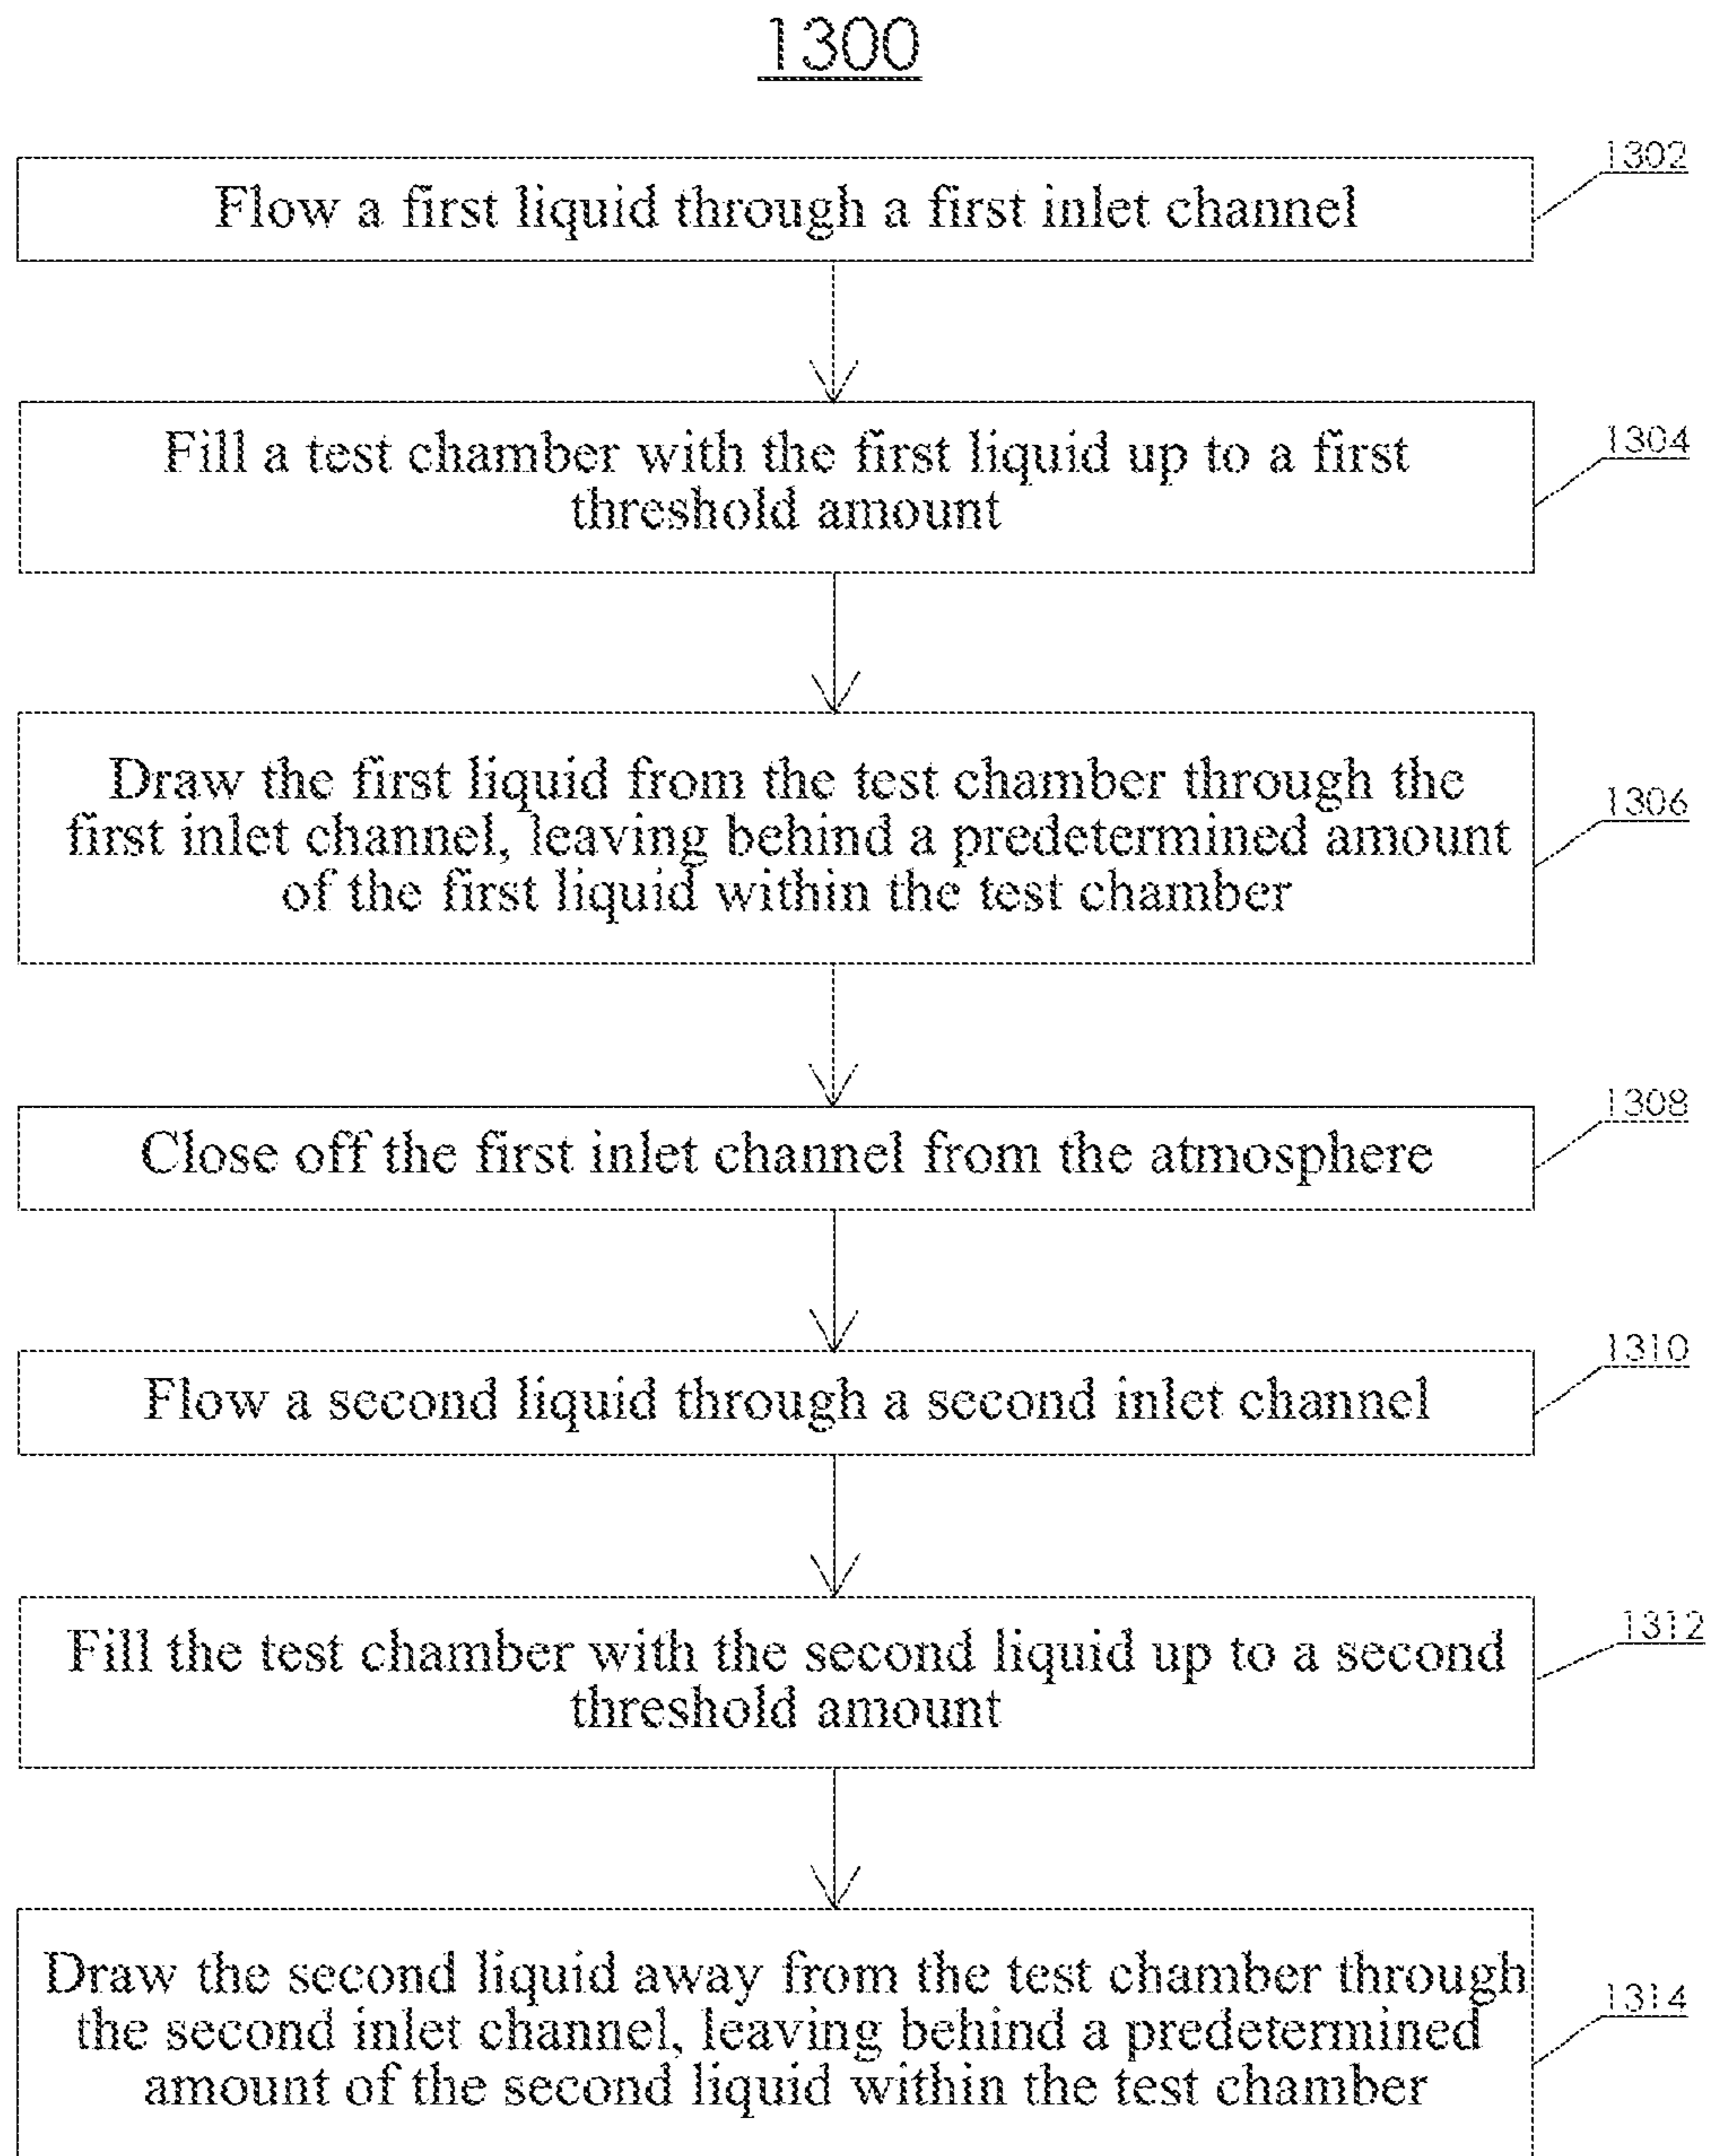 1300
1302
Flow a first liquid through a first inlet channel
1304
Fill a test chamber with the first liquid up to a first
threshold amount
Draw the first liquid from the test chamber through the
1306
first inlet channel, leaving behind a predetermined amount
of the first liquid within the test chamber
1308
Close off the first inlet channel from the atmosphere
1310
Flow a second liquid through a second inlet channel
1312
Fill the test chamber with the second liquid up to a second
threshold amount
Draw the second liquid away from the test chamber through
1314
the second inlet channel, leaving behind a predetermined
amount of the second liquid within the test chamber